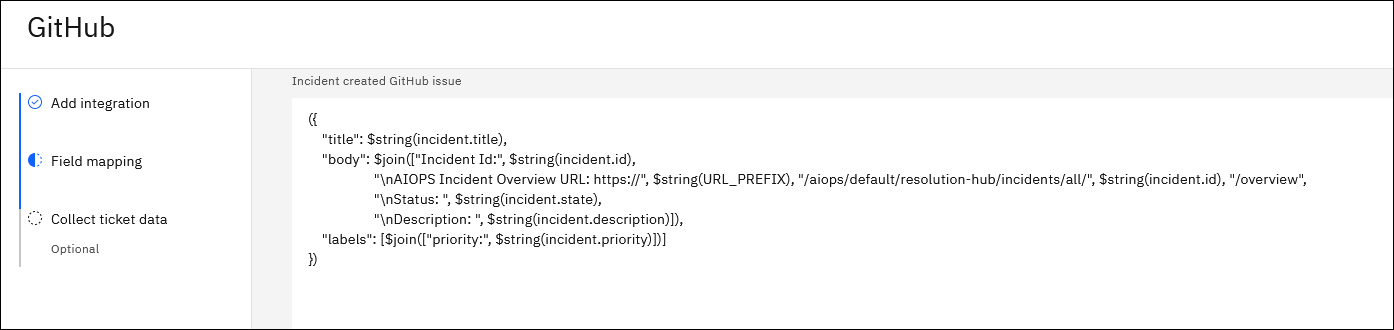 GitHub
Add integration
Field mapping
Collect ticket data
Optional
Incident created GitHub issue
({
"title": $string(incident.title),
"body": $join(["Incident Id:", $string(incident.id),
"\nAIOPS Incident Overview URL: https://", $string(URL_PREFIX), "/aiops/default/resolution-hub/incidents/all/", $string(incident.id), "/overview",
"\nStatus: ", $string(incident.state),
"\nDescription: ", $string(incident.description)]),
"labels": [$join(["priority:", $string(incident.priority)])]
})